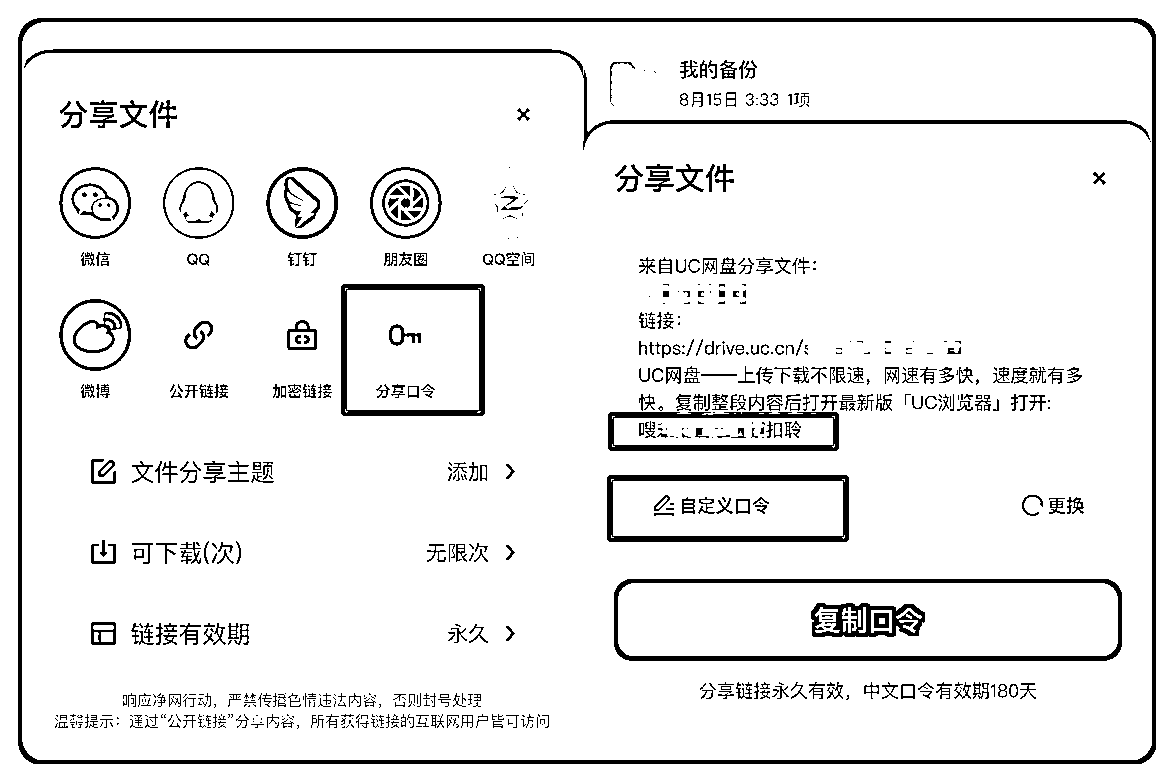 分享文件
微信
QQ
钉钉
朋友圈
QQ空间
微博
公开链接
加密链接
分享口令
文件分享主题
添加
可下载(次)
无限次
链接有效期
永久
响应净网行动，严禁传播色情违法内容，否则封号处理
温馨提示：通过“公开链接”分享内容，所有获得链接的互联网用户皆可访问
我的备份
8月15日 3:33 1项
分享文件
来自UC网盘分享文件：
链接：
https://drive.uc.cn/s
UC网盘——上传下载不限速，网速有多快，速度就有多
快。复制整段内容后打开最新版「UC浏览器」打开:
嗖 扣聆
自定义口令
更换
复制口令
分享链接永久有效，中文口令有效期180天